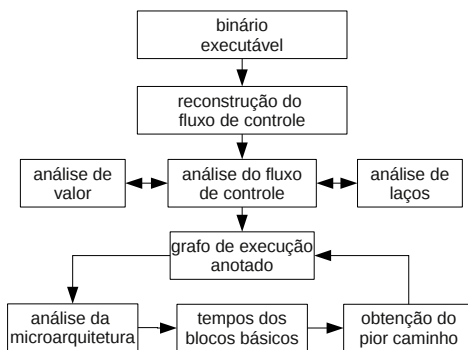 binário
executável
reconstrução do
fluxo de controle
análise de
valor
análise do fluxo
de controle
análise de
laços
grafo de execução
anotado
análise da
microarquitetura
tempos dos
blocos básicos
obtenção do
pior caminho